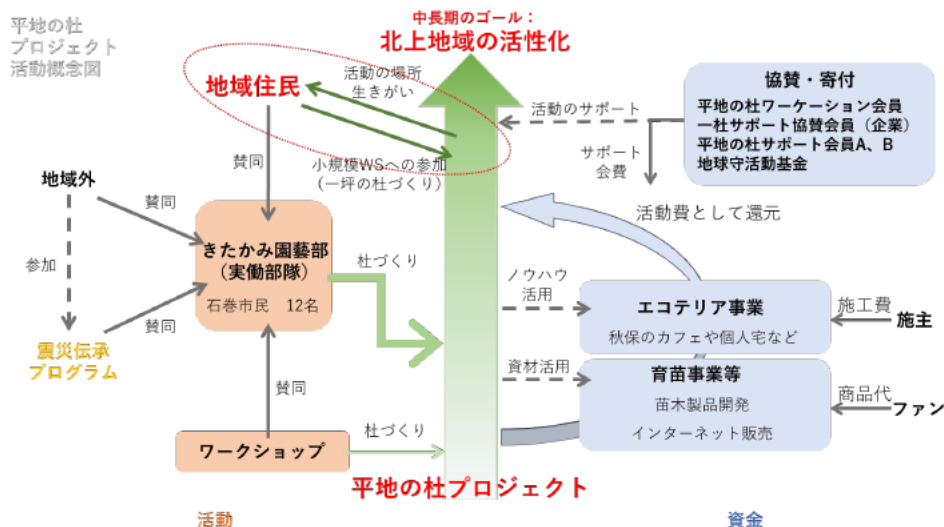 平地の杜
プロジェクト
活動概念図
中長期のゴール：
北上地域の活性化
地域住民
活動の場所
生きがい
小規模WSへの参加
（一坪の杜づくり）
賛同
地域外
賛同
参加
賛同
震災伝承
プログラム
きたかみ園藝部
（実働部隊）
石巻市民　12名
杜づくり
賛同
ワークショップ
杜づくり
平地の杜プロジェクト
活動
協賛・寄付
平地の杜ワーケーション会員
一社サポート協賛会員（企業）
平地の杜サポート会員A、B
地球守活動基金
活動のサポート
サポート
会費
活動費として還元
ノウハウ
活用
エコテリア事業
秋保のカフェや個人宅など
施工費
施主
資材活用
育苗事業等
苗木製品開発
インターネット販売
商品代
ファン
資金